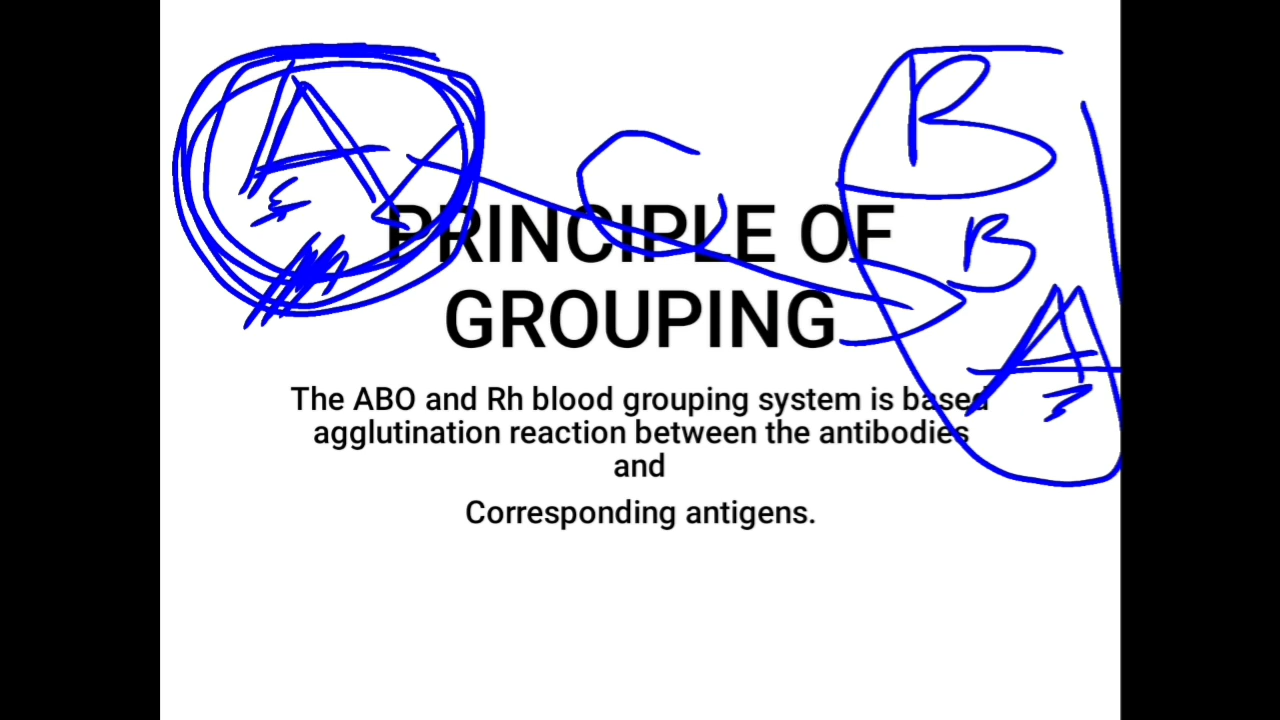 A
B
B
A
PRINCIPLE OF
GROUPING
The ABO and Rh blood grouping system is based
agglutination reaction between the antibodies
and
Corresponding antigens.